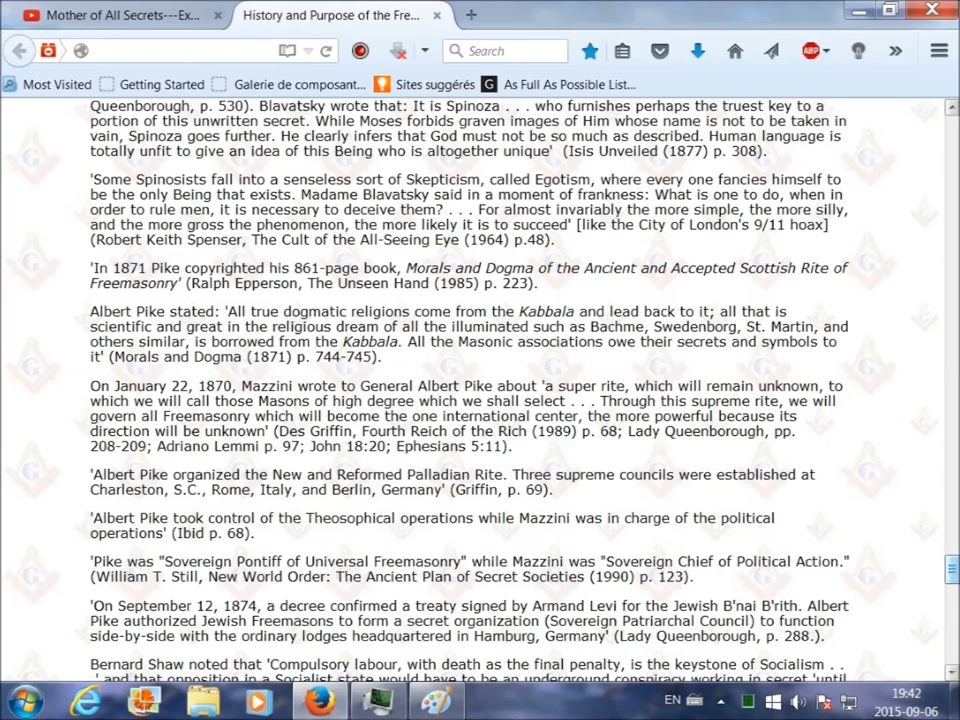 Mother of All Secrets---Ex...
History and Purpose of the Fre...
Search
ABP
Most Visited
Getting Started
Galerie de composant...
Sites suggérés
G
As Full As Possible List...
Queenborough, p. 530). Blavatsky wrote that: It is Spinoza . . . who furnishes perhaps the truest key to a
portion of this unwritten secret. While Moses forbids graven images of Him whose name is not to be taken in
vain, Spinoza goes further. He clearly infers that God must not be so much as described. Human language is
totally unfit to give an idea of this Being who is altogether unique' (Isis Unveiled (1877) p. 308).
'Some Spinosists fall into a senseless sort of Skepticism, called Egotism, where every one fancies himself to
be the only Being that exists. Madame Blavatsky said in a moment of frankness: What is one to do, when in
order to rule men, it is necessary to deceive them? . . . For almost invariably the more simple, the more silly,
and the more gross the phenomenon, the more likely it is to succeed' [like the City of London's 9/11 hoax]
(Robert Keith Spenser, The Cult of the All-Seeing Eye (1964) p.48).
'In 1871 Pike copyrighted his 861-page book, Morals and Dogma of the Ancient and Accepted Scottish Rite of
Freemasonry' (Ralph Epperson, The Unseen Hand (1985) p. 223).
Albert Pike stated: 'All true dogmatic religions come from the Kabbala and lead back to it; all that is
scientific and great in the religious dream of all the illuminated such as Bachme, Swedenborg, St. Martin, and
others similar, is borrowed from the Kabbala. All the Masonic associations owe their secrets and symbols to
it' (Morals and Dogma (1871) p. 744-745).
On January 22, 1870, Mazzini wrote to General Albert Pike about 'a super rite, which will remain unknown, to
which we will call those Masons of high degree which we shall select . . . Through this supreme rite, we will
govern all Freemasonry which will become the one international center, the more powerful because its
direction will be unknown' (Des Griffin, Fourth Reich of the Rich (1989) p. 68; Lady Queenborough, pp.
208-209; Adriano Lemmi p. 97; John 18:20; Ephesians 5:11).
'Albert Pike organized the New and Reformed Palladian Rite. Three supreme councils were established at
Charleston, S.C., Rome, Italy, and Berlin, Germany' (Griffin, p. 69).
'Albert Pike took control of the Theosophical operations while Mazzini was in charge of the political
operations' (Ibid p. 68).
'Pike was "Sovereign Pontiff of Universal Freemasonry" while Mazzini was "Sovereign Chief of Political Action."
(William T. Still, New World Order: The Ancient Plan of Secret Societies (1990) p. 123).
'On September 12, 1874, a decree confirmed a treaty signed by Armand Levi for the Jewish B'nai B'rith. Albert
Pike authorized Jewish Freemasons to form a secret organization (Sovereign Patriarchal Council) to function
side-by-side with the ordinary lodges headquartered in Hamburg, Germany' (Lady Queenborough, p. 288.).
Bernard Shaw noted that 'Compulsory labour, with death as the final penalty, is the keystone of Socialism . .
.' and that opposition in a Socialist state would have to be an underground conspiracy working in secret 'until
EN
19:42
2015-09-06